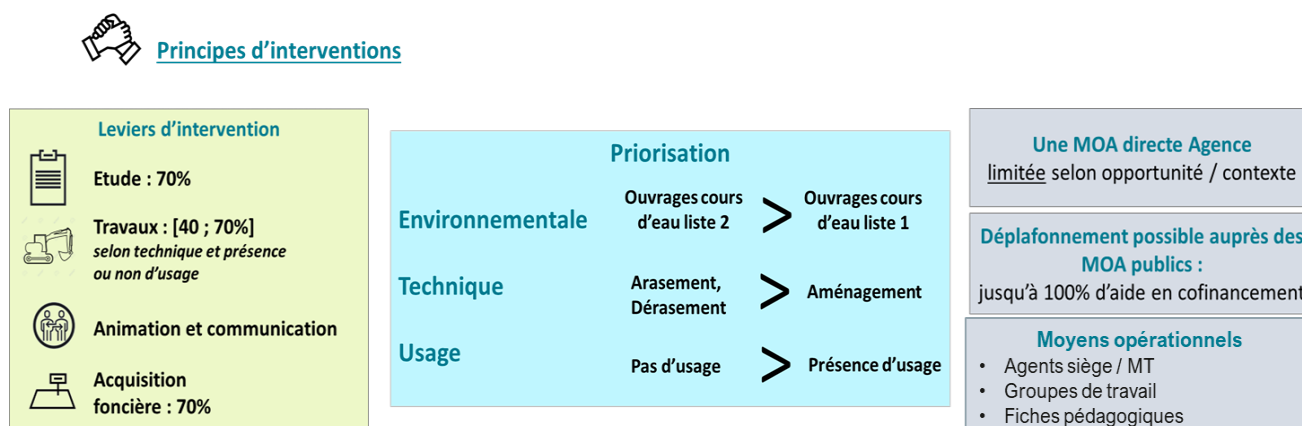 Principes d'interventions
Leviers d'intervention
Etude : 70%
Travaux : [40 ; 70%]
selon technique et présence
ou non d'usage
Animation et communication
Acquisition
foncière : 70%
Priorisation
Environnementale
Ouvrages cours
d'eau liste 2
>
Ouvrages cours
d'eau liste 1
Technique
Arasement,
Dérasement
>
Aménagement
Usage
Pas d'usage
>
Présence d'usage
Une MOA directe Agence
limitée selon opportunité / contexte
Déplafonnement possible auprès des
MOA publics :
jusqu'à 100% d'aide en cofinancement
Moyens opérationnels
• Agents siège / MT
• Groupes de travail
• Fiches pédagogiques